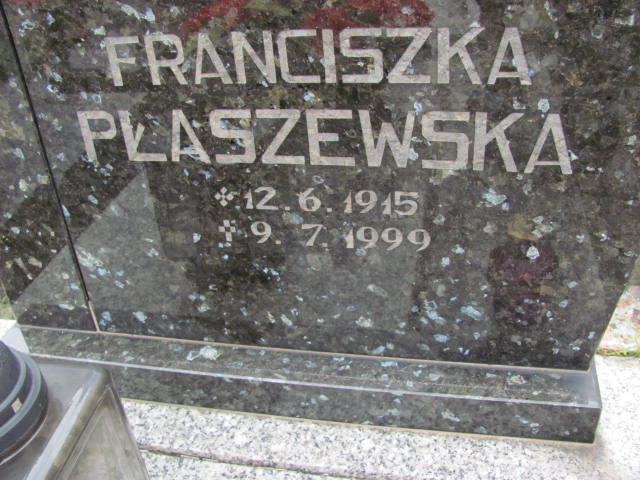 FRANCISZKA
PŁASZEWSKA
✣ 12. 6. 1915
✝ 9. 7. 1999